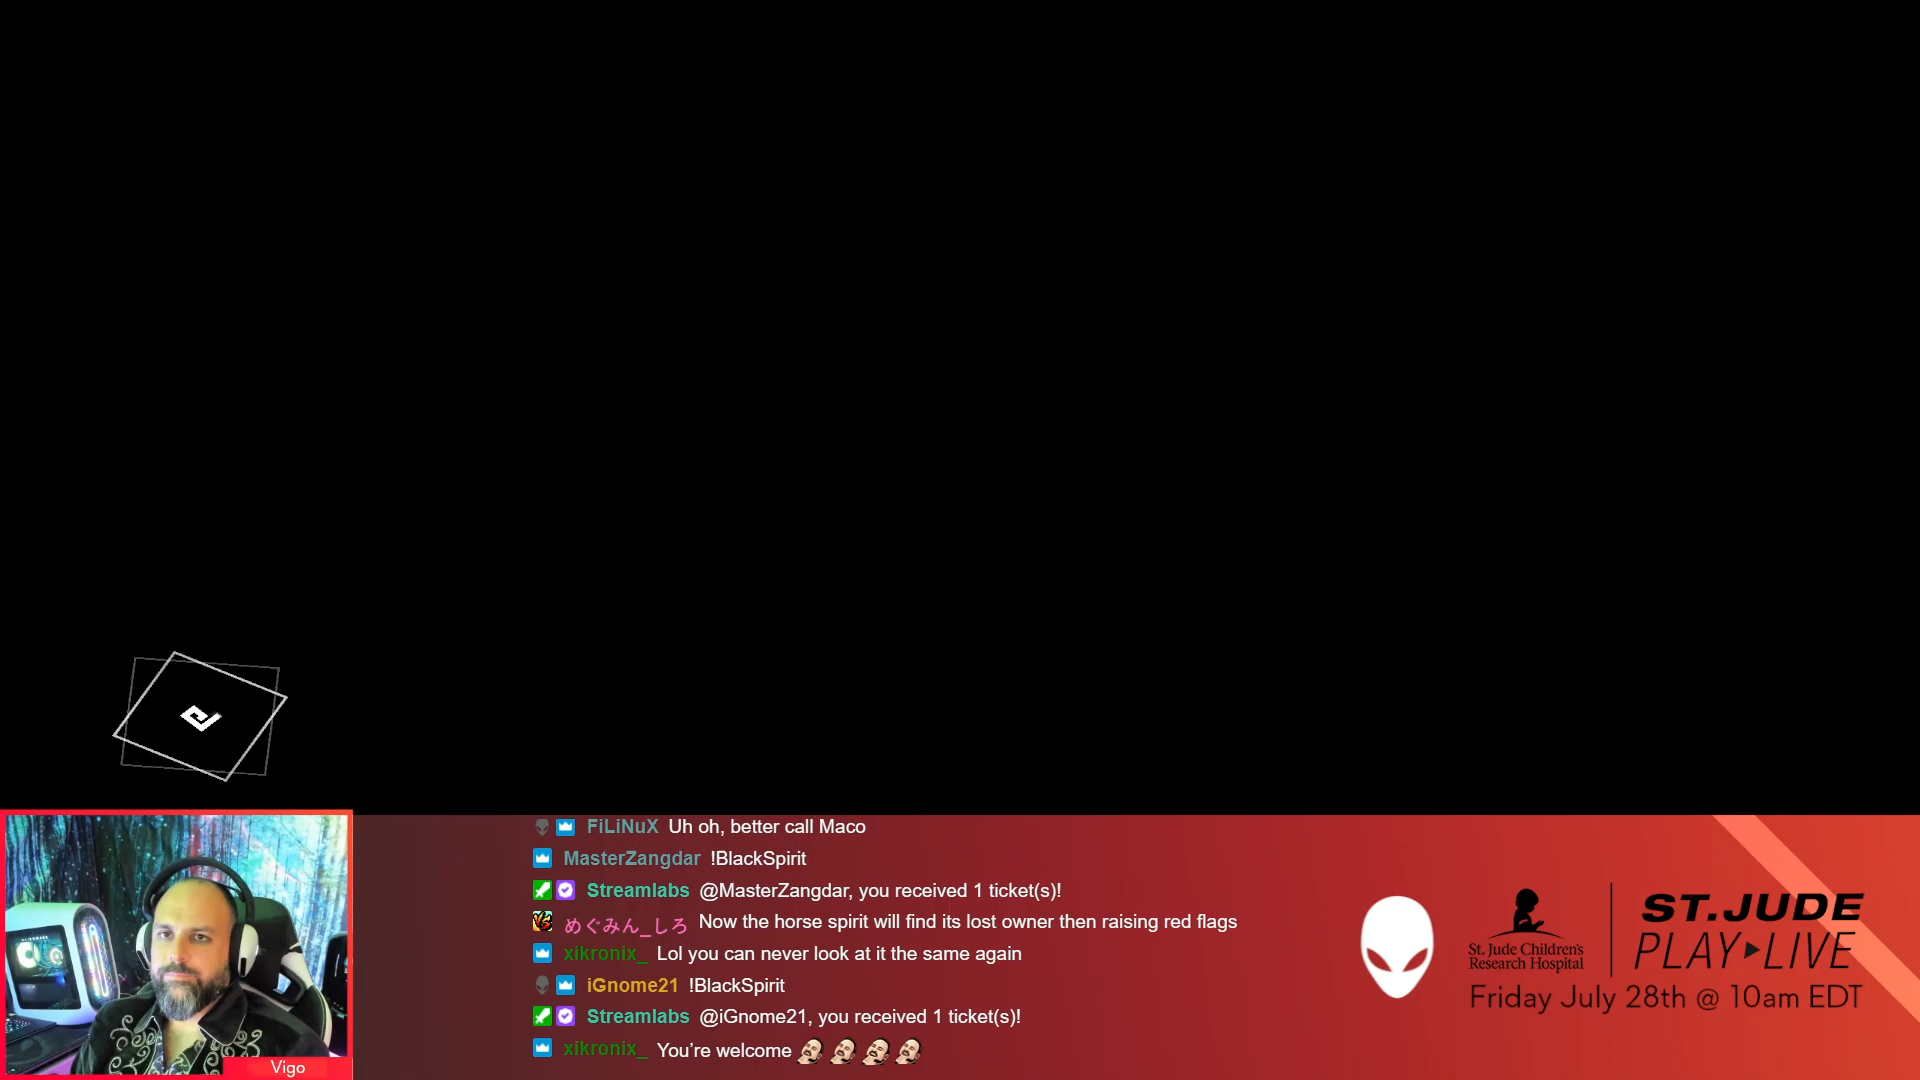 FiLiNuX Uh oh, better call Maco
MasterZangdar !BlackSpirit
Streamlabs @MasterZangdar, you received 1 ticket(s)!
めぐみん_しろ Now the horse spirit will find its lost owner then raising red flags
xikronix_ Lol you can never look at it the same again
iGnome21 !BlackSpirit
Streamlabs @iGnome21, you received 1 ticket(s)!
xikronix_ You’re welcome
Vigo
ALIENWARE
St. Jude Children's
Research Hospital
ST.JUDE
PLAY LIVE
Friday July 28th @ 10am EDT